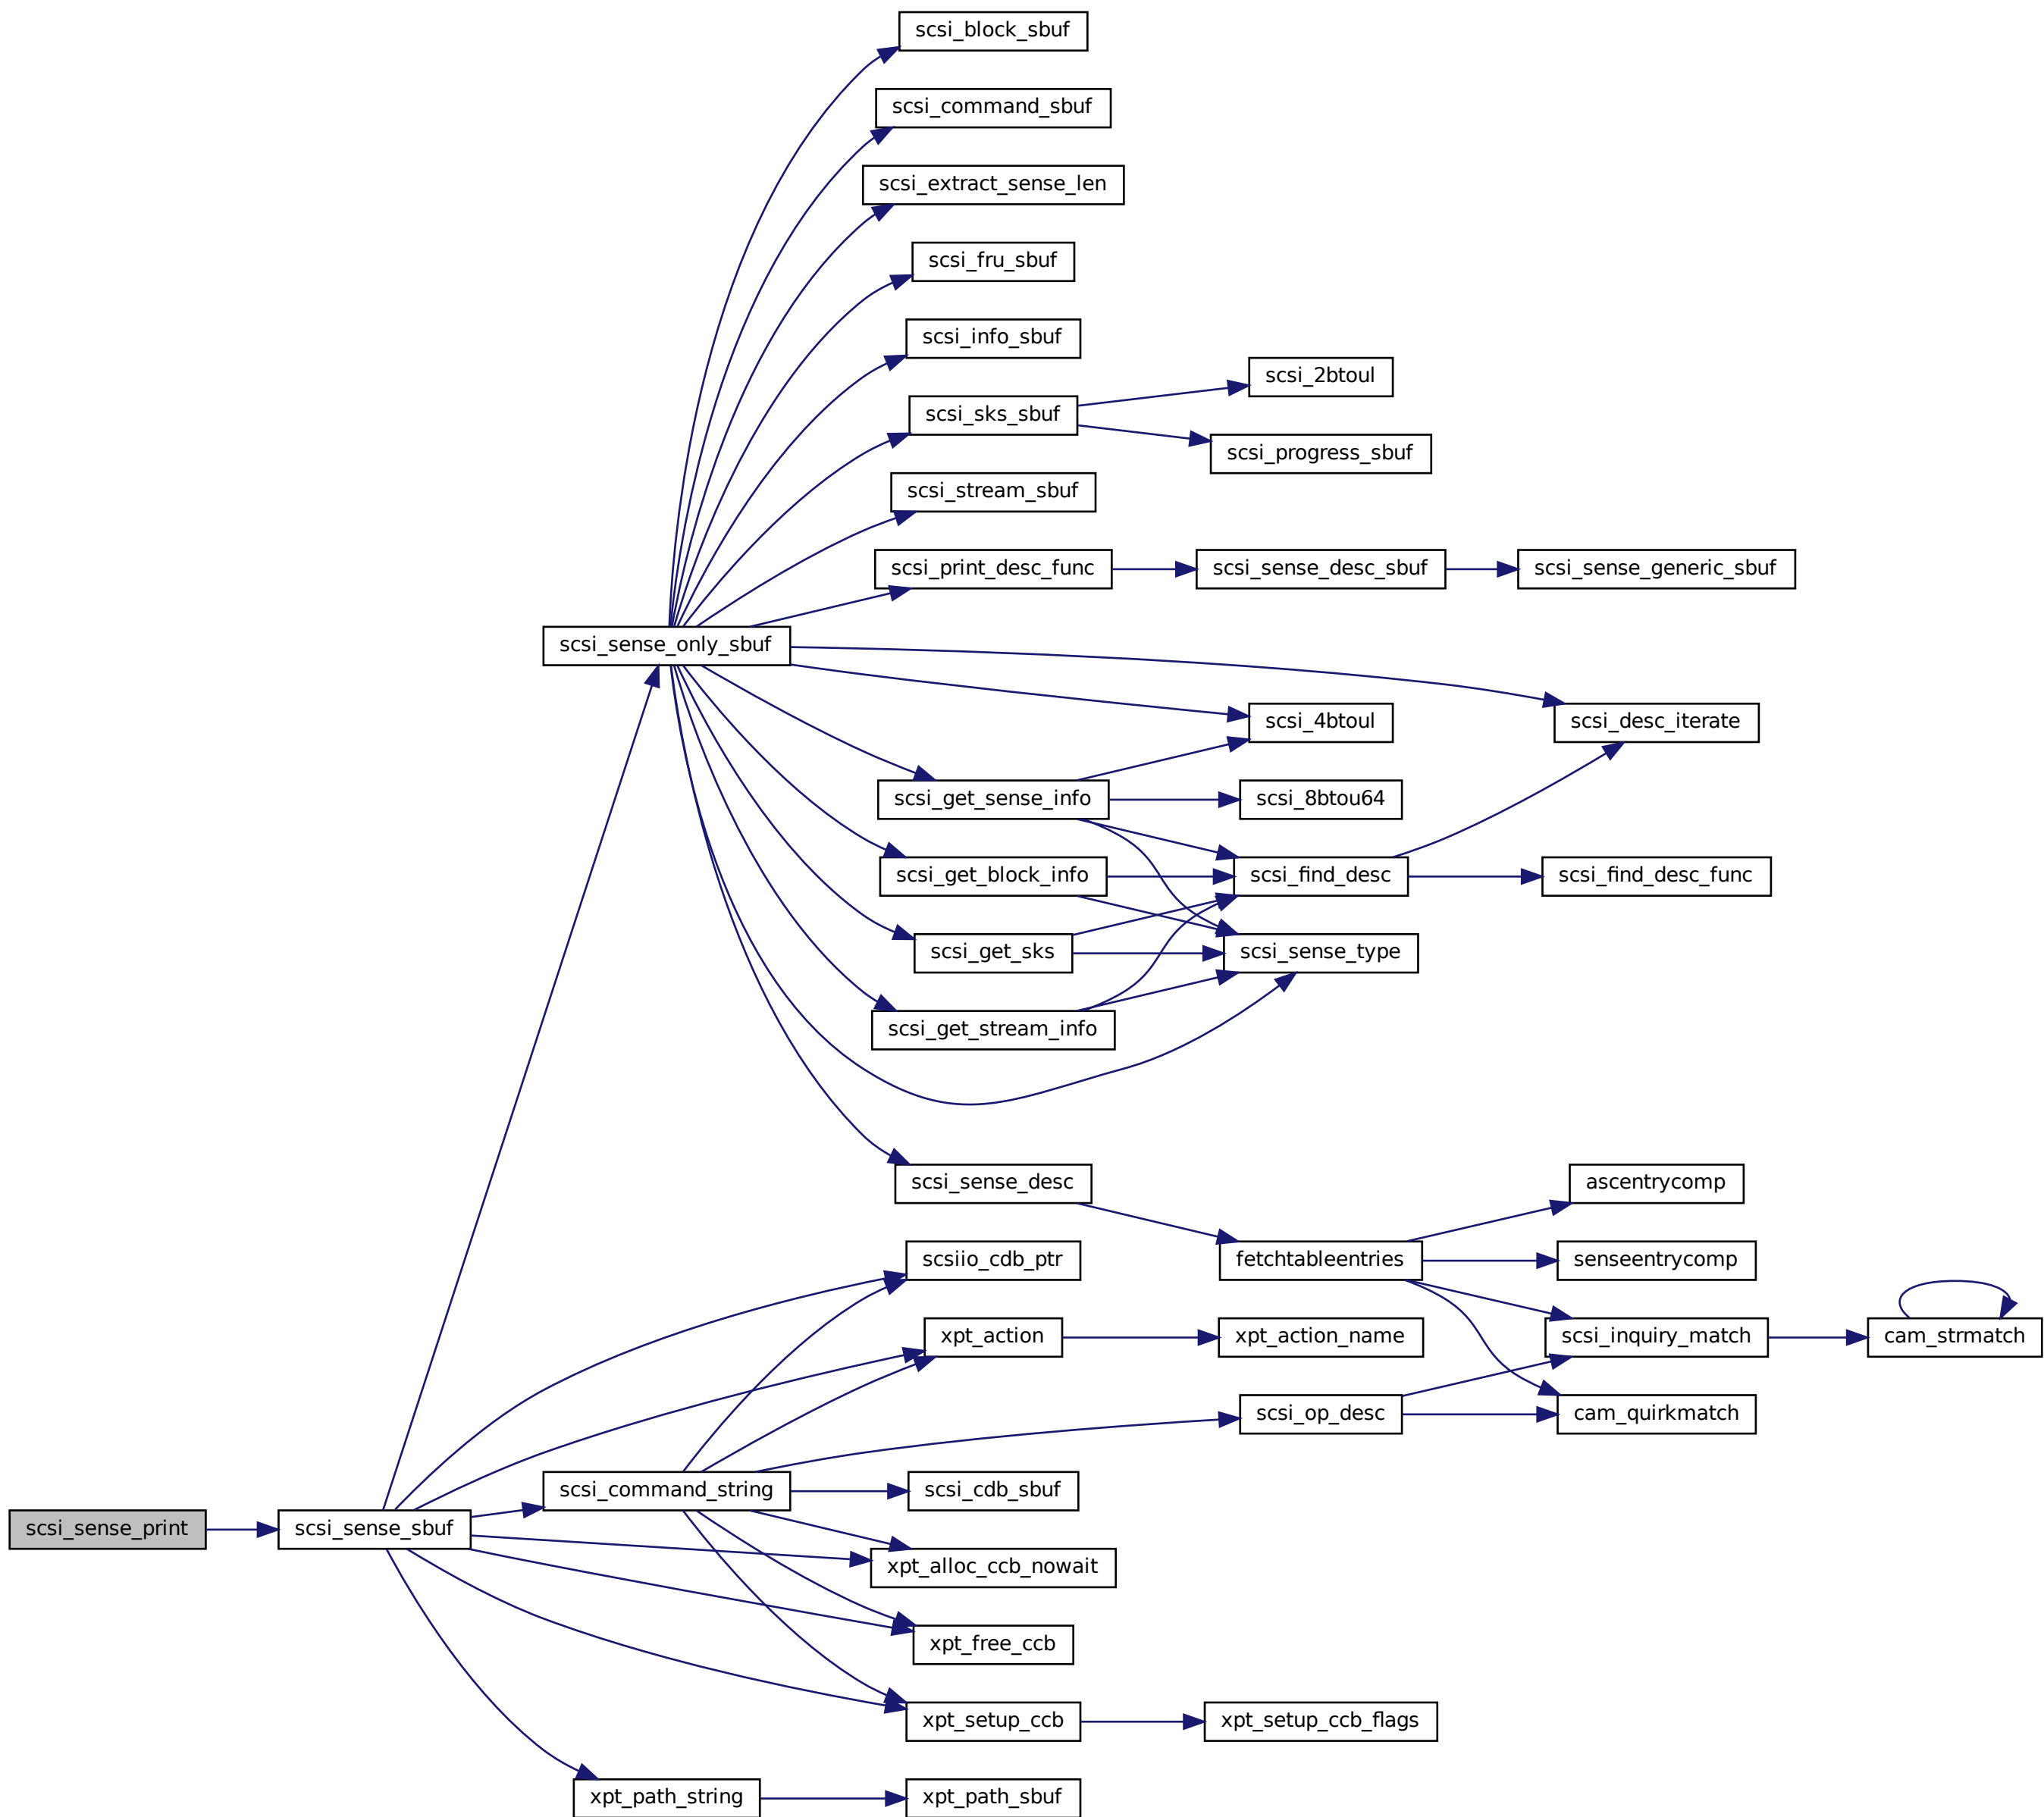 scsi_block_sbuf
scsi_command_sbuf
scsi_extract_sense_len
scsi_fru_sbuf
scsi_info_sbuf
scsi_2btoul
scsi_sks_sbuf
scsi_progress_sbuf
scsi_stream_sbuf
scsi_print_desc_func
scsi_sense_desc_sbuf
scsi_sense_generic_sbuf
scsi_sense_only_sbuf
scsi_4btoul
scsi_desc_iterate
scsi_get_sense_info
scsi_8btou64
scsi_get_block_info
scsi_find_desc
scsi_find_desc_func
scsi_get_sks
scsi_sense_type
scsi_get_stream_info
scsi_sense_desc
ascentrycomp
scsiio_cdb_ptr
fetchtableentries
senseentrycomp
xpt_action
xpt_action_name
scsi_inquiry_match
cam_strmatch
scsi_op_desc
cam_quirkmatch
scsi_command_string
scsi_cdb_sbuf
scsi_sense_print
scsi_sense_sbuf
xpt_alloc_ccb_nowait
xpt_free_ccb
xpt_setup_ccb
xpt_setup_ccb_flags
xpt_path_string
xpt_path_sbuf